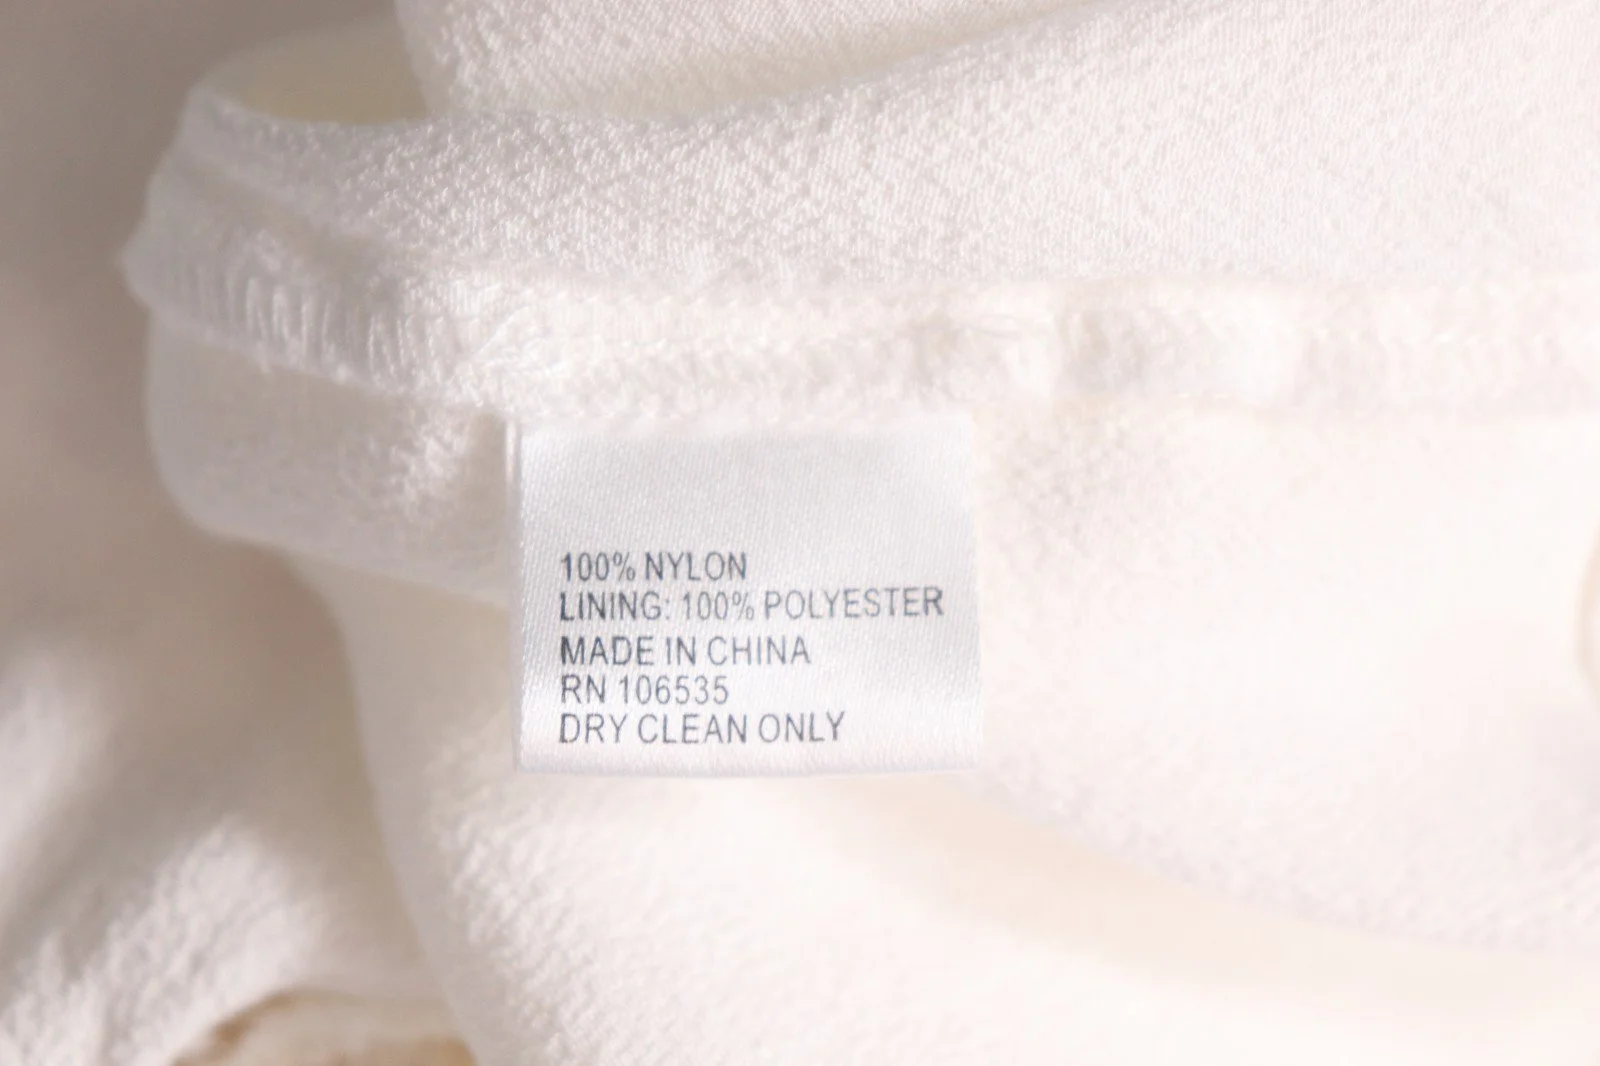 100% NYLON
LINING: 100% POLYESTER
MADE IN CHINA
RN 106535
DRY CLEAN ONLY